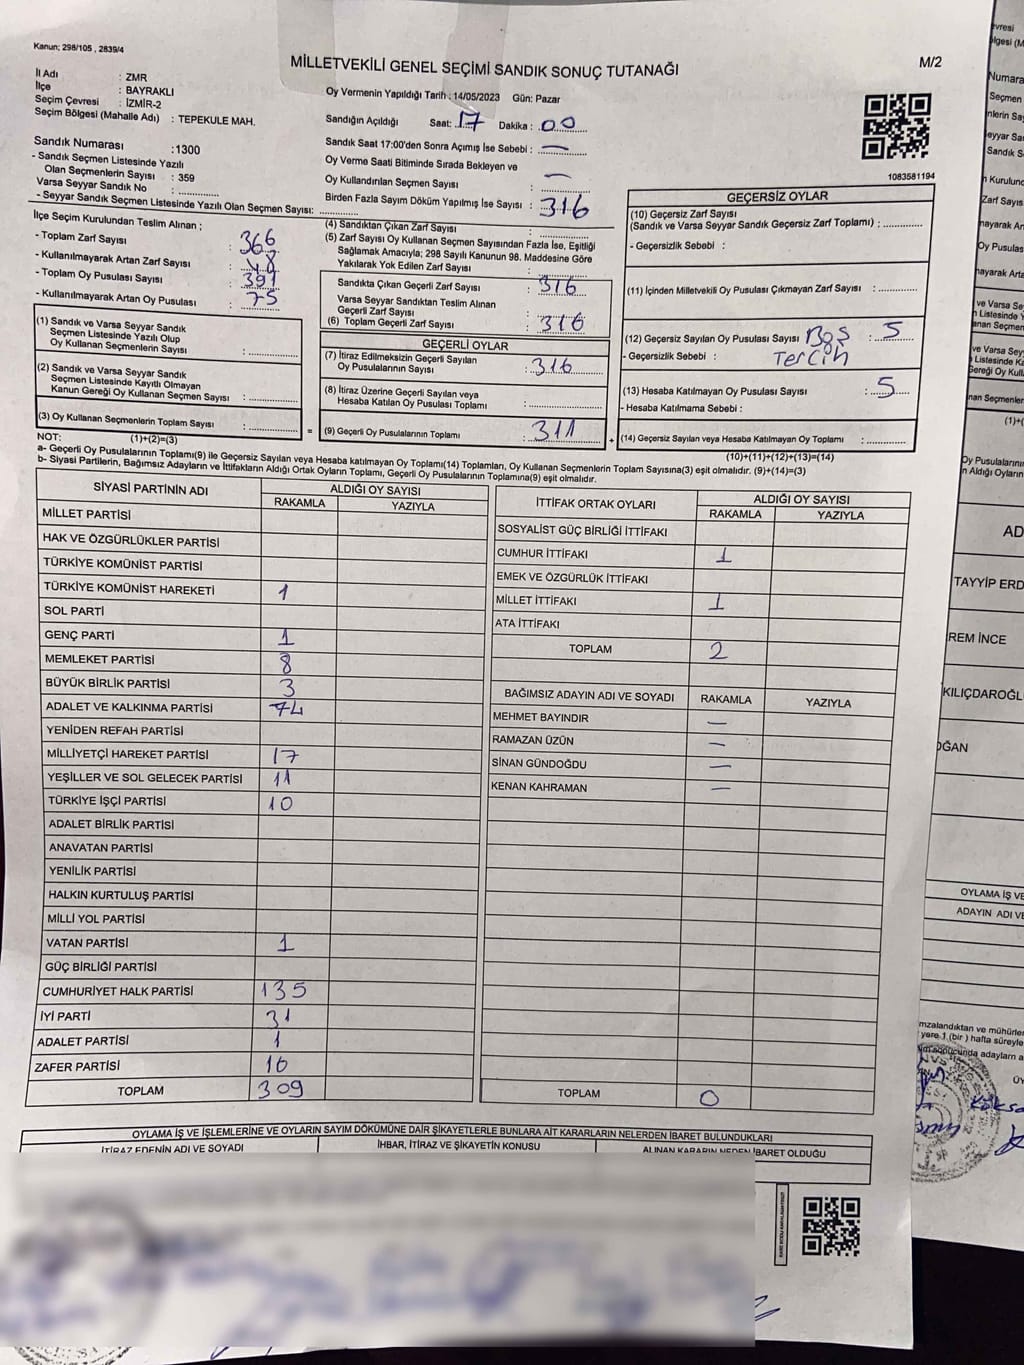 Kanun; 298/105 , 2839/4
MİLLETVEKİLİ GENEL SEÇİMİ SANDIK SONUÇ TUTANAĞI
M/2
İl Adı : ZMR
İlçe : BAYRAKLI
Seçim Çevresi : İZMİR-2
Seçim Bölgesi (Mahalle Adı) : TEPEKULE MAH.
Sandık Numarası :1300
- Sandık Seçmen Listesinde Yazılı
Olan Seçmenlerin Sayısı : 359
Varsa Seyyar Sandık No :
- Seyyar Sandık Seçmen Listesinde Yazılı Olan Seçmen Sayısı:
İlçe Seçim Kurulundan Teslim Alınan ;
- Toplam Zarf Sayısı : 366
- Kullanılmayarak Artan Zarf Sayısı : 48
- Toplam Oy Pusulası Sayısı : 391
- Kullanılmayarak Artan Oy Pusulası : 75
(1) Sandık ve Varsa Seyyar Sandık
Seçmen Listesinde Yazılı Olup
Oy Kullanan Seçmenlerin Sayısı :
(2) Sandık ve Varsa Seyyar Sandık
Seçmen Listesinde Kayıtlı Olmayan
Kanun Gereği Oy Kullanan Seçmen Sayısı :
(3) Oy Kullanan Seçmenlerin Toplam Sayısı :
(1)+(2)=(3)
Oy Vermenin Yapıldığı Tarih : 14/05/2023 Gün: Pazar
Sandığın Açıldığı Saat: 17 Dakika : 00
Sandık Saat 17:00'den Sonra Açımış İse Sebebi : —
Oy Verme Saati Bitiminde Sırada Bekleyen ve
Oy Kullandırılan Seçmen Sayısı : —
Birden Fazla Sayım Döküm Yapılmış İse Sayısı : 316
(4) Sandıktan Çıkan Zarf Sayısı :
(5) Zarf Sayısı Oy Kullanan Seçmen Sayısından Fazla İse, Eşitliği
Sağlamak Amacıyla; 298 Sayılı Kanunun 98. Maddesine Göre
Yakılarak Yok Edilen Zarf Sayısı :
Sandıkta Çıkan Geçerli Zarf Sayısı : 316
Varsa Seyyar Sandıktan Teslim Alınan
Geçerli Zarf Sayısı :
(6) Toplam Geçerli Zarf Sayısı : 316
GEÇERLİ OYLAR
(7) İtiraz Edilmeksizin Geçerli Sayılan
Oy Pusulalarının Sayısı : 316
(8) İtiraz Üzerine Geçerli Sayılan veya
Hesaba Katılan Oy Pusulası Toplamı :
= (9) Geçerli Oy Pusulalarının Toplamı : 311
1083581194
GEÇERSİZ OYLAR
(10) Geçersiz Zarf Sayısı
(Sandık ve Varsa Seyyar Sandık Geçersiz Zarf Toplamı) :
- Geçersizlik Sebebi :
(11) İçinden Milletvekili Oy Pusulası Çıkmayan Zarf Sayısı :
(12) Geçersiz Sayılan Oy Pusulası Sayısı Boş : 5
- Geçersizlik Sebebi : Tercih
(13) Hesaba Katılmayan Oy Pusulası Sayısı : 5
- Hesaba Katılmama Sebebi :
+ (14) Geçersiz Sayılan veya Hesaba Katılmayan Oy Toplamı :
(10)+(11)+(12)+(13)=(14)
NOT:
a- Geçerli Oy Pusulalarının Toplamı(9) ile Geçersiz Sayılan veya Hesaba katılmayan Oy Toplamı(14) Toplamları, Oy Kullanan Seçmenlerin Toplam Sayısına(3) eşit olmalıdır. (9)+(14)=(3)
b- Siyasi Partilerin, Bağımsız Adayların ve İttifakların Aldığı Ortak Oyların Toplamı, Geçerli Oy Pusulalarının Toplamına(9) eşit olmalıdır.
SİYASİ PARTİNİN ADI ALDIĞI OY SAYISI
RAKAMLA YAZIYLA
MİLLET PARTİSİ
HAK VE ÖZGÜRLÜKLER PARTİSİ
TÜRKİYE KOMÜNİST PARTİSİ
TÜRKİYE KOMÜNİST HAREKETİ 1
SOL PARTİ
GENÇ PARTİ 1
MEMLEKET PARTİSİ 8
BÜYÜK BİRLİK PARTİSİ 3
ADALET VE KALKINMA PARTİSİ 74
YENİDEN REFAH PARTİSİ
MİLLİYETÇİ HAREKET PARTİSİ 17
YEŞİLLER VE SOL GELECEK PARTİSİ 11
TÜRKİYE İŞÇİ PARTİSİ 10
ADALET BİRLİK PARTİSİ
ANAVATAN PARTİSİ
YENİLİK PARTİSİ
HALKIN KURTULUŞ PARTİSİ
MİLLİ YOL PARTİSİ
VATAN PARTİSİ 1
GÜÇ BİRLİĞİ PARTİSİ
CUMHURİYET HALK PARTİSİ 135
İYİ PARTİ 31
ADALET PARTİSİ 1
ZAFER PARTİSİ 16
TOPLAM 309
İTTİFAK ORTAK OYLARI ALDIĞI OY SAYISI
RAKAMLA YAZIYLA
SOSYALİST GÜÇ BİRLİĞİ İTTİFAKI
CUMHUR İTTİFAKI 1
EMEK VE ÖZGÜRLÜK İTTİFAKI
MİLLET İTTİFAKI 1
ATA İTTİFAKI
TOPLAM 2
BAĞIMSIZ ADAYIN ADI VE SOYADI RAKAMLA YAZIYLA
MEHMET BAYINDIR —
RAMAZAN ÜZÜN —
SİNAN GÜNDOĞDU —
KENAN KAHRAMAN —
TOPLAM 0
OYLAMA İŞ VE İŞLEMLERİNE VE OYLARIN SAYIM DÖKÜMÜNE DAİR ŞİKAYETLERLE BUNLARA AİT KARARLARIN NELERDEN İBARET BULUNDUKLARI
İTİRAZ EDENİN ADI VE SOYADI İHBAR, İTİRAZ VE ŞİKAYETİN KONUSU ALINAN KARARIN NEDEN İBARET OLDUĞU
Numara
Seçmen
Sandık S
AD
TAYYİP ERD
REM İNCE
KILIÇDAROĞL
OĞAN
OYLAMA İŞ VE
ADAYIN ADI VE
mzalandıktan ve mühürle
yere 1 (bir ) hafta süreyle